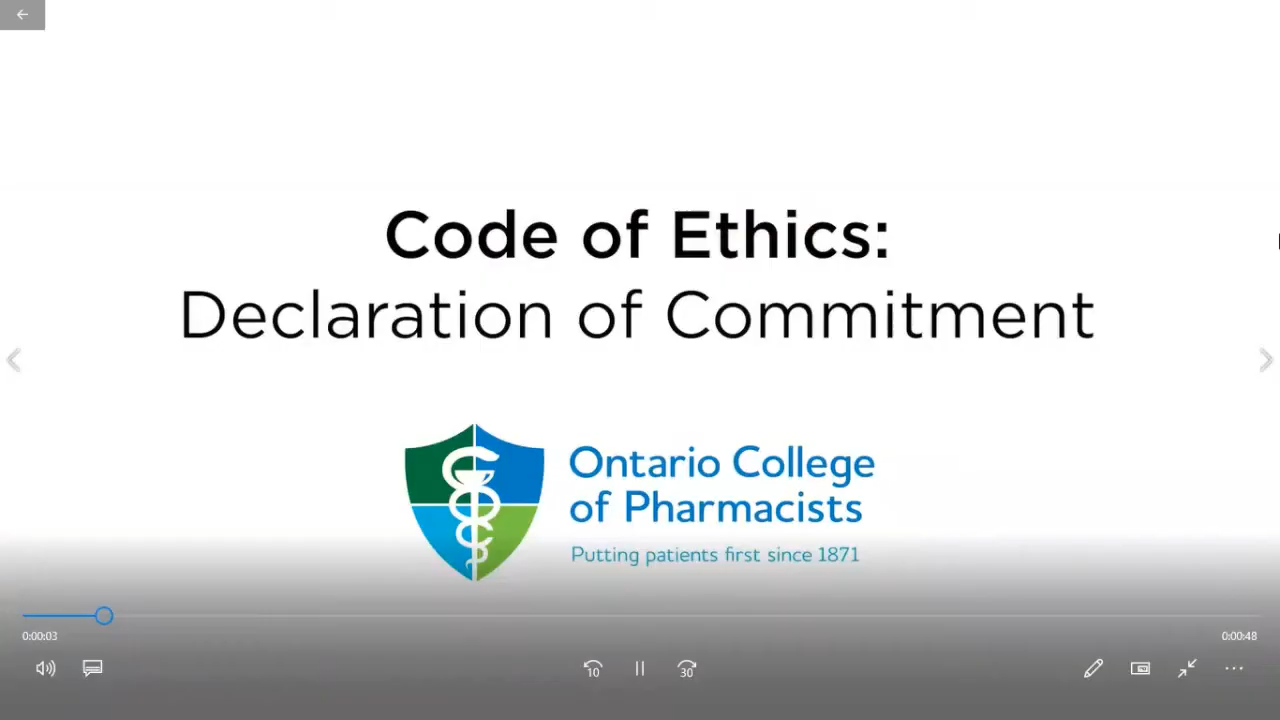 Code of Ethics:
Declaration of Commitment
Ontario College
of Pharmacists
Putting patients first since 1871
0:00:03
0:00:48
10
30